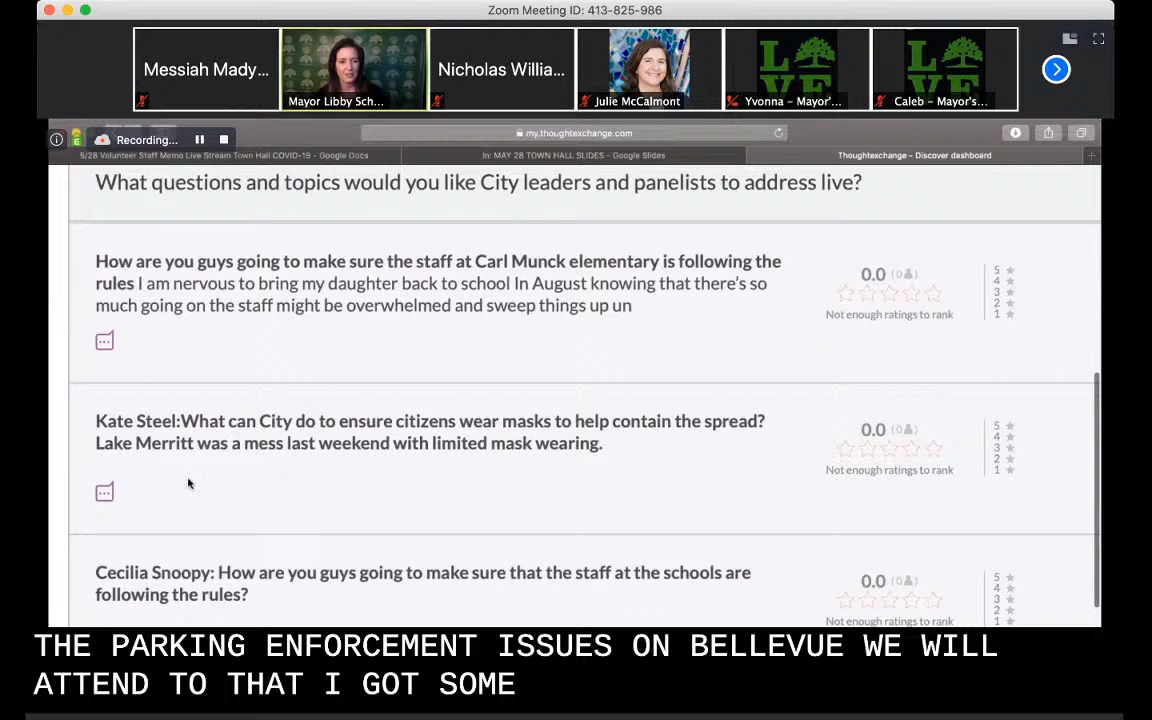 Zoom Meeting ID: 413-825-986
Messiah Mady...
Mayor Libby Sch...
Nicholas Willia...
Julie McCalmont
L VE
Yvonna – Mayor'...
L VE
Caleb – Mayor's...
Recording...
my.thoughtexchange.com
5/28 Volunteer Staff Memo Live Stream Town Hall COVID-19 - Google Docs
In: MAY 28 TOWN HALL SLIDES - Google Slides
Thoughtexchange - Discover dashboard
What questions and topics would you like City leaders and panelists to address live?
How are you guys going to make sure the staff at Carl Munck elementary is following the
rules I am nervous to bring my daughter back to school In August knowing that there's so
much going on the staff might be overwhelmed and sweep things up un
0.0 (0)
Not enough ratings to rank
5
4
3
2
1
Kate Steel:What can City do to ensure citizens wear masks to help contain the spread?
Lake Merritt was a mess last weekend with limited mask wearing.
0.0 (0)
Not enough ratings to rank
5
4
3
2
1
Cecilia Snoopy: How are you guys going to make sure that the staff at the schools are
following the rules?
0.0 (0)
Not enough ratings to rank
5
4
3
2
1
THE PARKING ENFORCEMENT ISSUES ON BELLEVUE WE WILL
ATTEND TO THAT I GOT SOME